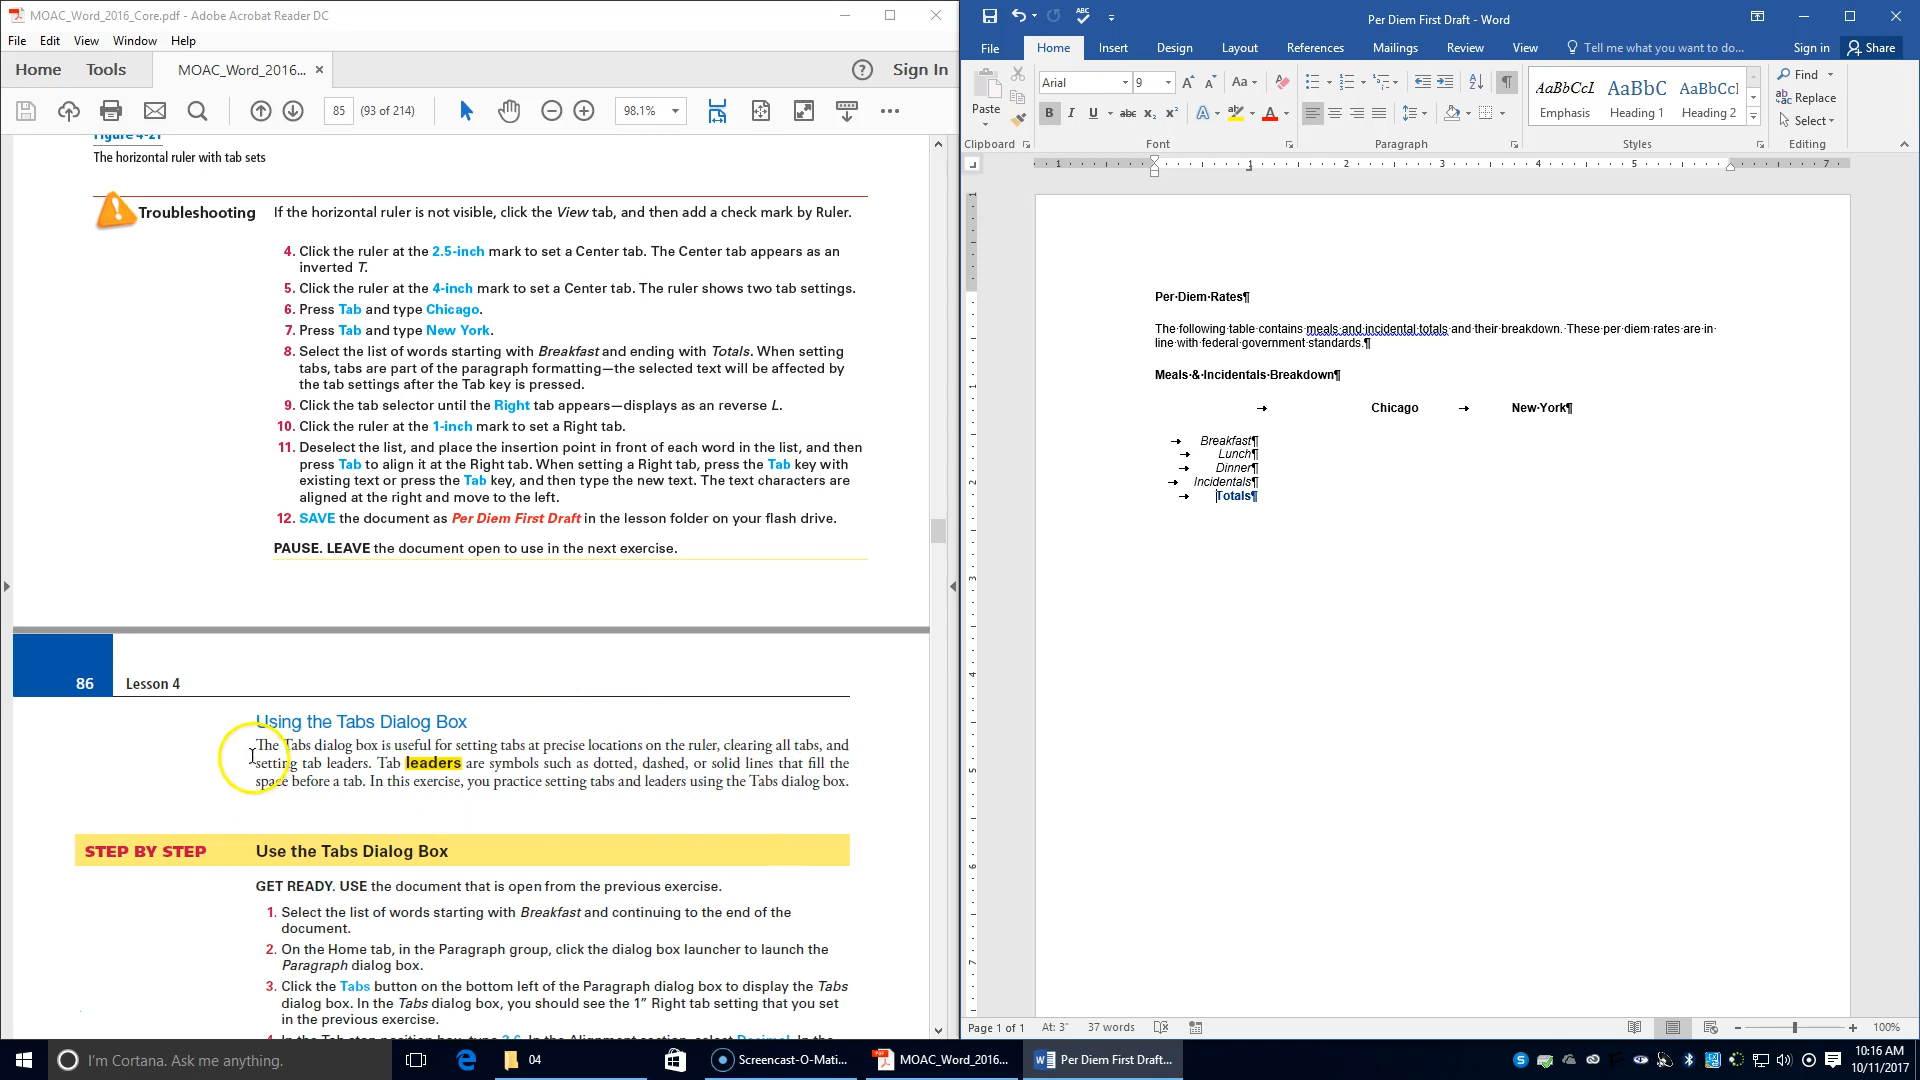 MOAC_Word_2016_Core.pdf - Adobe Acrobat Reader DC
File Edit View Window Help
Home Tools MOAC_Word_2016... × Sign In
85 (93 of 214) 98.1%
Figure 4-21
The horizontal ruler with tab sets
Troubleshooting If the horizontal ruler is not visible, click the View tab, and then add a check mark by Ruler.
4. Click the ruler at the 2.5-inch mark to set a Center tab. The Center tab appears as an
inverted T.
5. Click the ruler at the 4-inch mark to set a Center tab. The ruler shows two tab settings.
6. Press Tab and type Chicago.
7. Press Tab and type New York.
8. Select the list of words starting with Breakfast and ending with Totals. When setting
tabs, tabs are part of the paragraph formatting—the selected text will be affected by
the tab settings after the Tab key is pressed.
9. Click the tab selector until the Right tab appears—displays as an reverse L.
10. Click the ruler at the 1-inch mark to set a Right tab.
11. Deselect the list, and place the insertion point in front of each word in the list, and then
press Tab to align it at the Right tab. When setting a Right tab, press the Tab key with
existing text or press the Tab key, and then type the new text. The text characters are
aligned at the right and move to the left.
12. SAVE the document as Per Diem First Draft in the lesson folder on your flash drive.
PAUSE. LEAVE the document open to use in the next exercise.
86 Lesson 4
Using the Tabs Dialog Box
The Tabs dialog box is useful for setting tabs at precise locations on the ruler, clearing all tabs, and
setting tab leaders. Tab leaders are symbols such as dotted, dashed, or solid lines that fill the
space before a tab. In this exercise, you practice setting tabs and leaders using the Tabs dialog box.
STEP BY STEP Use the Tabs Dialog Box
GET READY. USE the document that is open from the previous exercise.
1. Select the list of words starting with Breakfast and continuing to the end of the
document.
2. On the Home tab, in the Paragraph group, click the dialog box launcher to launch the
Paragraph dialog box.
3. Click the Tabs button on the bottom left of the Paragraph dialog box to display the Tabs
dialog box. In the Tabs dialog box, you should see the 1” Right tab setting that you set
in the previous exercise.
Per Diem First Draft - Word
File Home Insert Design Layout References Mailings Review View Tell me what you want to do... Sign in Share
Paste Arial 9 Aa
B I U abc x₂ x² A A
AaBbCcL AaBbC AaBbCcI
Emphasis Heading 1 Heading 2
Find
Replace
Select
Clipboard Font Paragraph Styles Editing
1 1 2 3 4 5 7
Per·Diem·Rates¶
The·following·table·contains·meals·and·incidental·totals·and·their·breakdown.·These·per·diem·rates·are·in·
line·with·federal·government·standards.¶
Meals·&·Incidentals·Breakdown¶
→ Chicago → New·York¶
→ Breakfast¶
→ Lunch¶
→ Dinner¶
→ Incidentals¶
→ Totals¶
1
1
2
3
4
5
6
7
Page 1 of 1 At: 3" 37 words 100%
I'm Cortana. Ask me anything. 04 Screencast-O-Mati... MOAC_Word_2016... Per Diem First Draft...
10:16 AM
10/11/2017